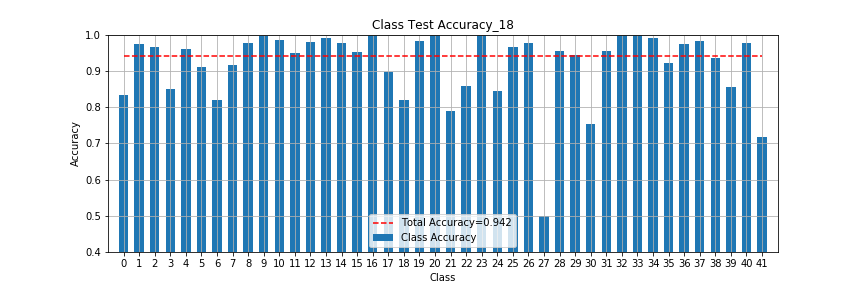 Class Test Accuracy_18
1.0
0.9
0.8
0.7
0.6
0.5
0.4
Accuracy
Total Accuracy=0.942
Class Accuracy
0 1 2 3 4 5 6 7 8 9 10 11 12 13 14 15 16 17 18 19 20 21 22 23 24 25 26 27 28 29 30 31 32 33 34 35 36 37 38 39 40 41
Class